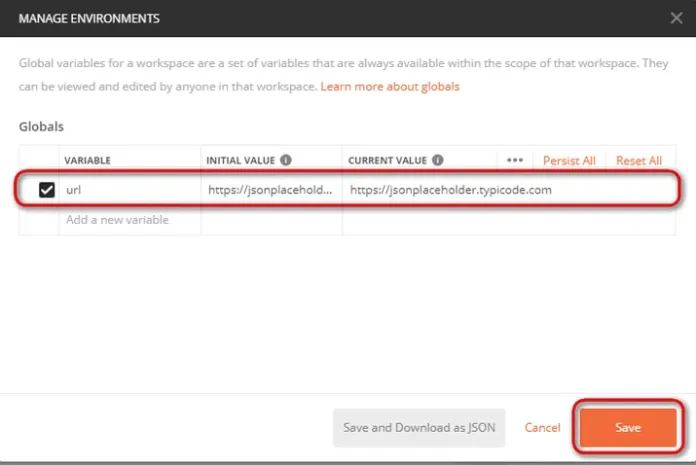 MANAGE ENVIRONMENTS
Global variables for a workspace are a set of variables that are always available within the scope of that workspace. They
can be viewed and edited by anyone in that workspace. Learn more about globals
Globals
VARIABLE INITIAL VALUE CURRENT VALUE ••• Persist All Reset All
url https://jsonplacehold... https://jsonplaceholder.typicode.com
Add a new variable
Save and Download as JSON Cancel Save